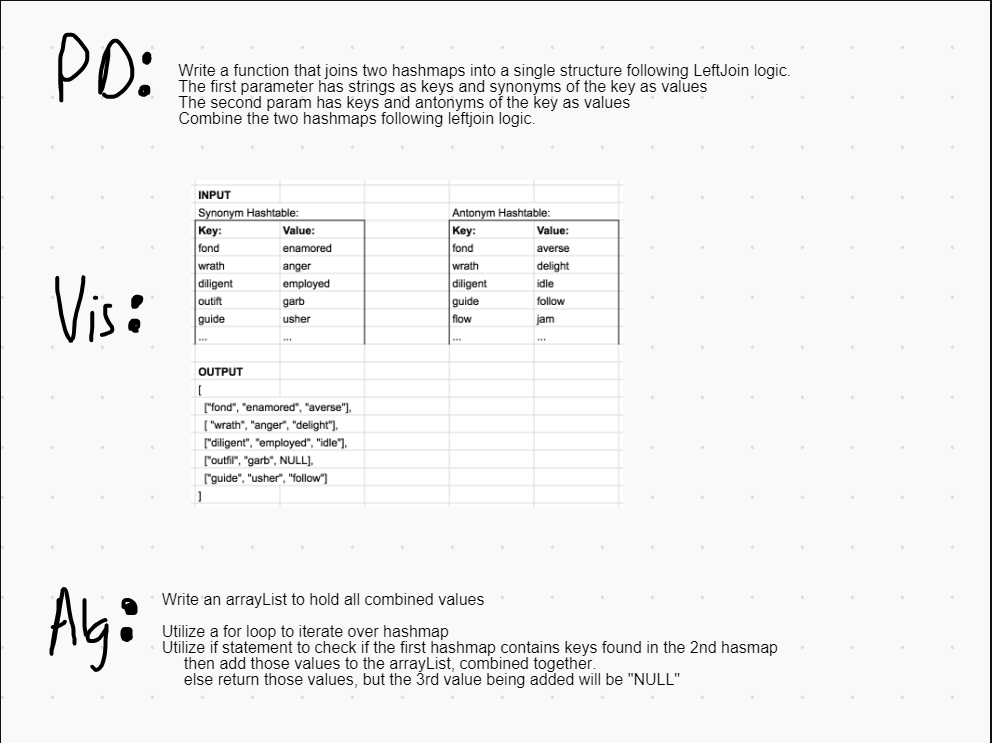 PD:
Write a function that joins two hashmaps into a single structure following LeftJoin logic.
The first parameter has strings as keys and synonyms of the key as values
The second param has keys and antonyms of the key as values
Combine the two hashmaps following leftjoin logic.
Vis:
INPUT
Synonym Hashtable: Antonym Hashtable:
Key: Value: Key: Value:
fond enamored fond averse
wrath anger wrath delight
diligent employed diligent idle
outift garb guide follow
guide usher flow jam
... ... ... ...
OUTPUT
[
["fond", "enamored", "averse"],
[ "wrath", "anger", "delight"],
["diligent", "employed", "idle"],
["outfil", "garb", NULL],
["guide", "usher", "follow"]
]
Alg:
Write an arrayList to hold all combined values
Utilize a for loop to iterate over hashmap
Utilize if statement to check if the first hashmap contains keys found in the 2nd hasmap
then add those values to the arrayList, combined together.
else return those values, but the 3rd value being added will be "NULL"